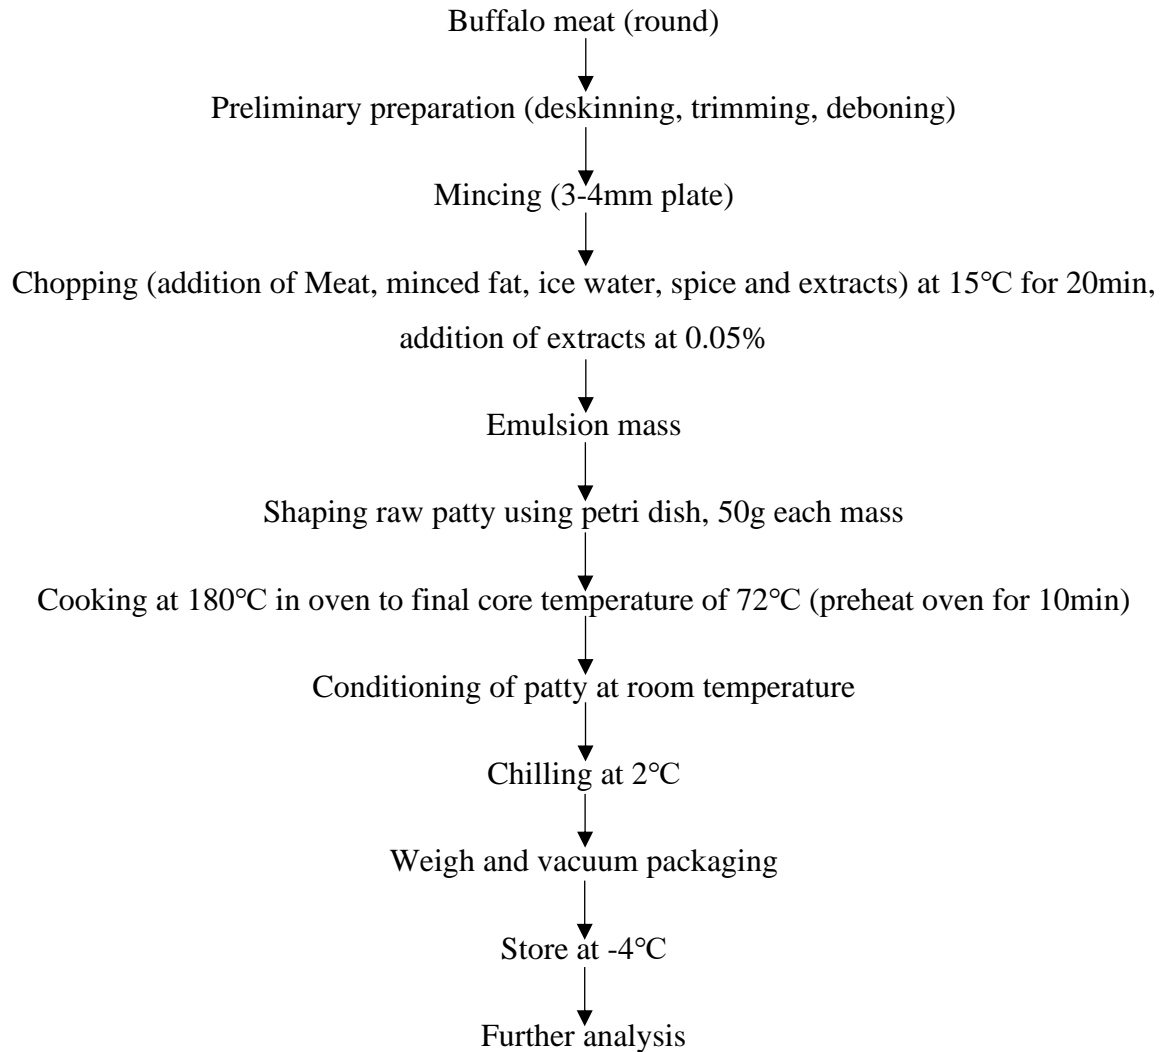 Buffalo meat (round)
Preliminary preparation (deskinning, trimming, deboning)
Mincing (3-4mm plate)
Chopping (addition of Meat, minced fat, ice water, spice and extracts) at 15°C for 20min,
addition of extracts at 0.05%
Emulsion mass
Shaping raw patty using petri dish, 50g each mass
Cooking at 180°C in oven to final core temperature of 72°C (preheat oven for 10min)
Conditioning of patty at room temperature
Chilling at 2°C
Weigh and vacuum packaging
Store at -4°C
Further analysis